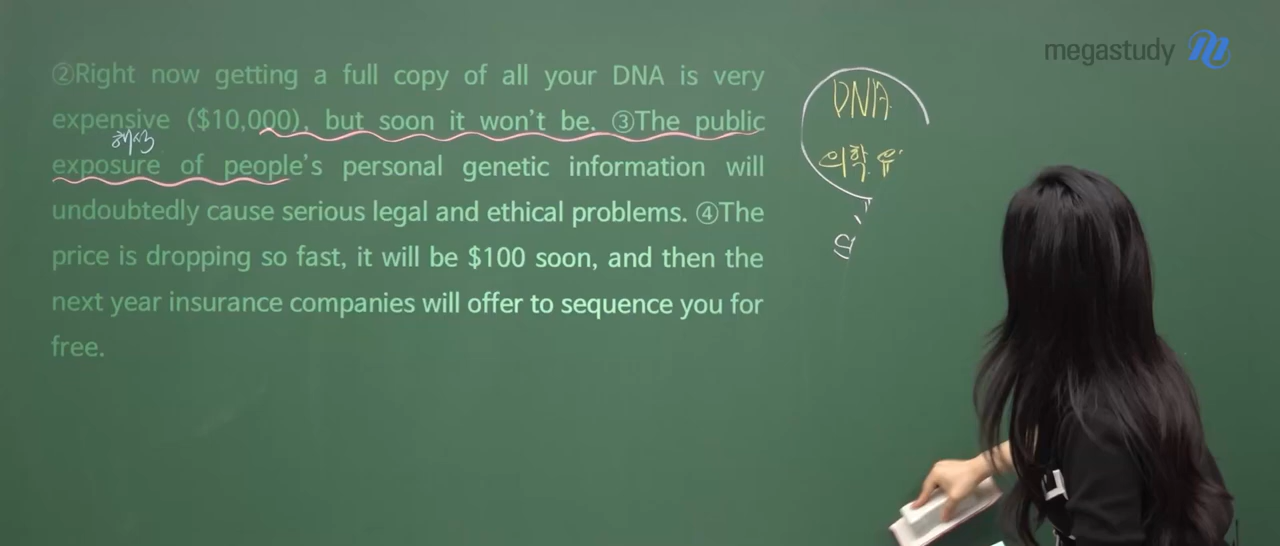 megastudy
②Right now getting a full copy of all your DNA is very
expensive ($10,000), but soon it won't be. ③The public
exposure of people's personal genetic information will
undoubtedly cause serious legal and ethical problems. ④The
price is dropping so fast, it will be $100 soon, and then the
next year insurance companies will offer to sequence you for
free.
DNA
의학